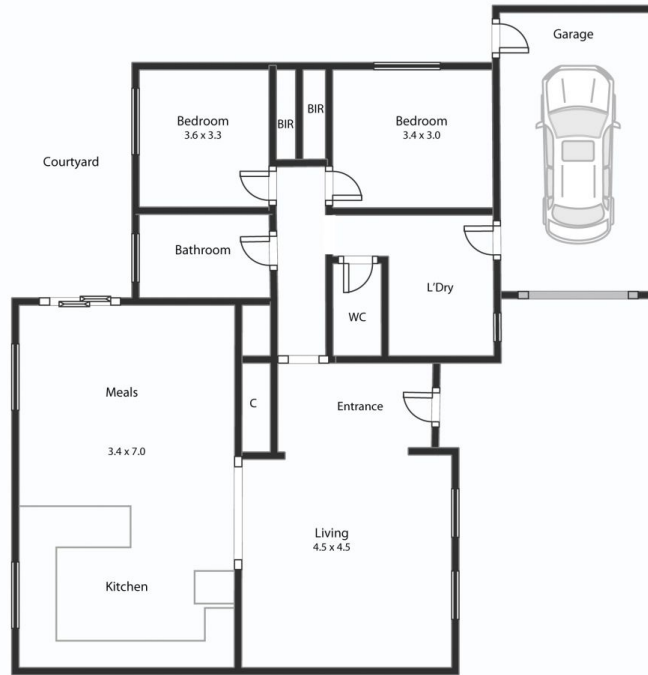 Garage
Bedroom
3.6 x 3.3
BIR
BIR
Bedroom
3.4 x 3.0
Courtyard
Bathroom
L'Dry
WC
Meals
3.4 x 7.0
C
Entrance
Living
4.5 x 4.5
Kitchen